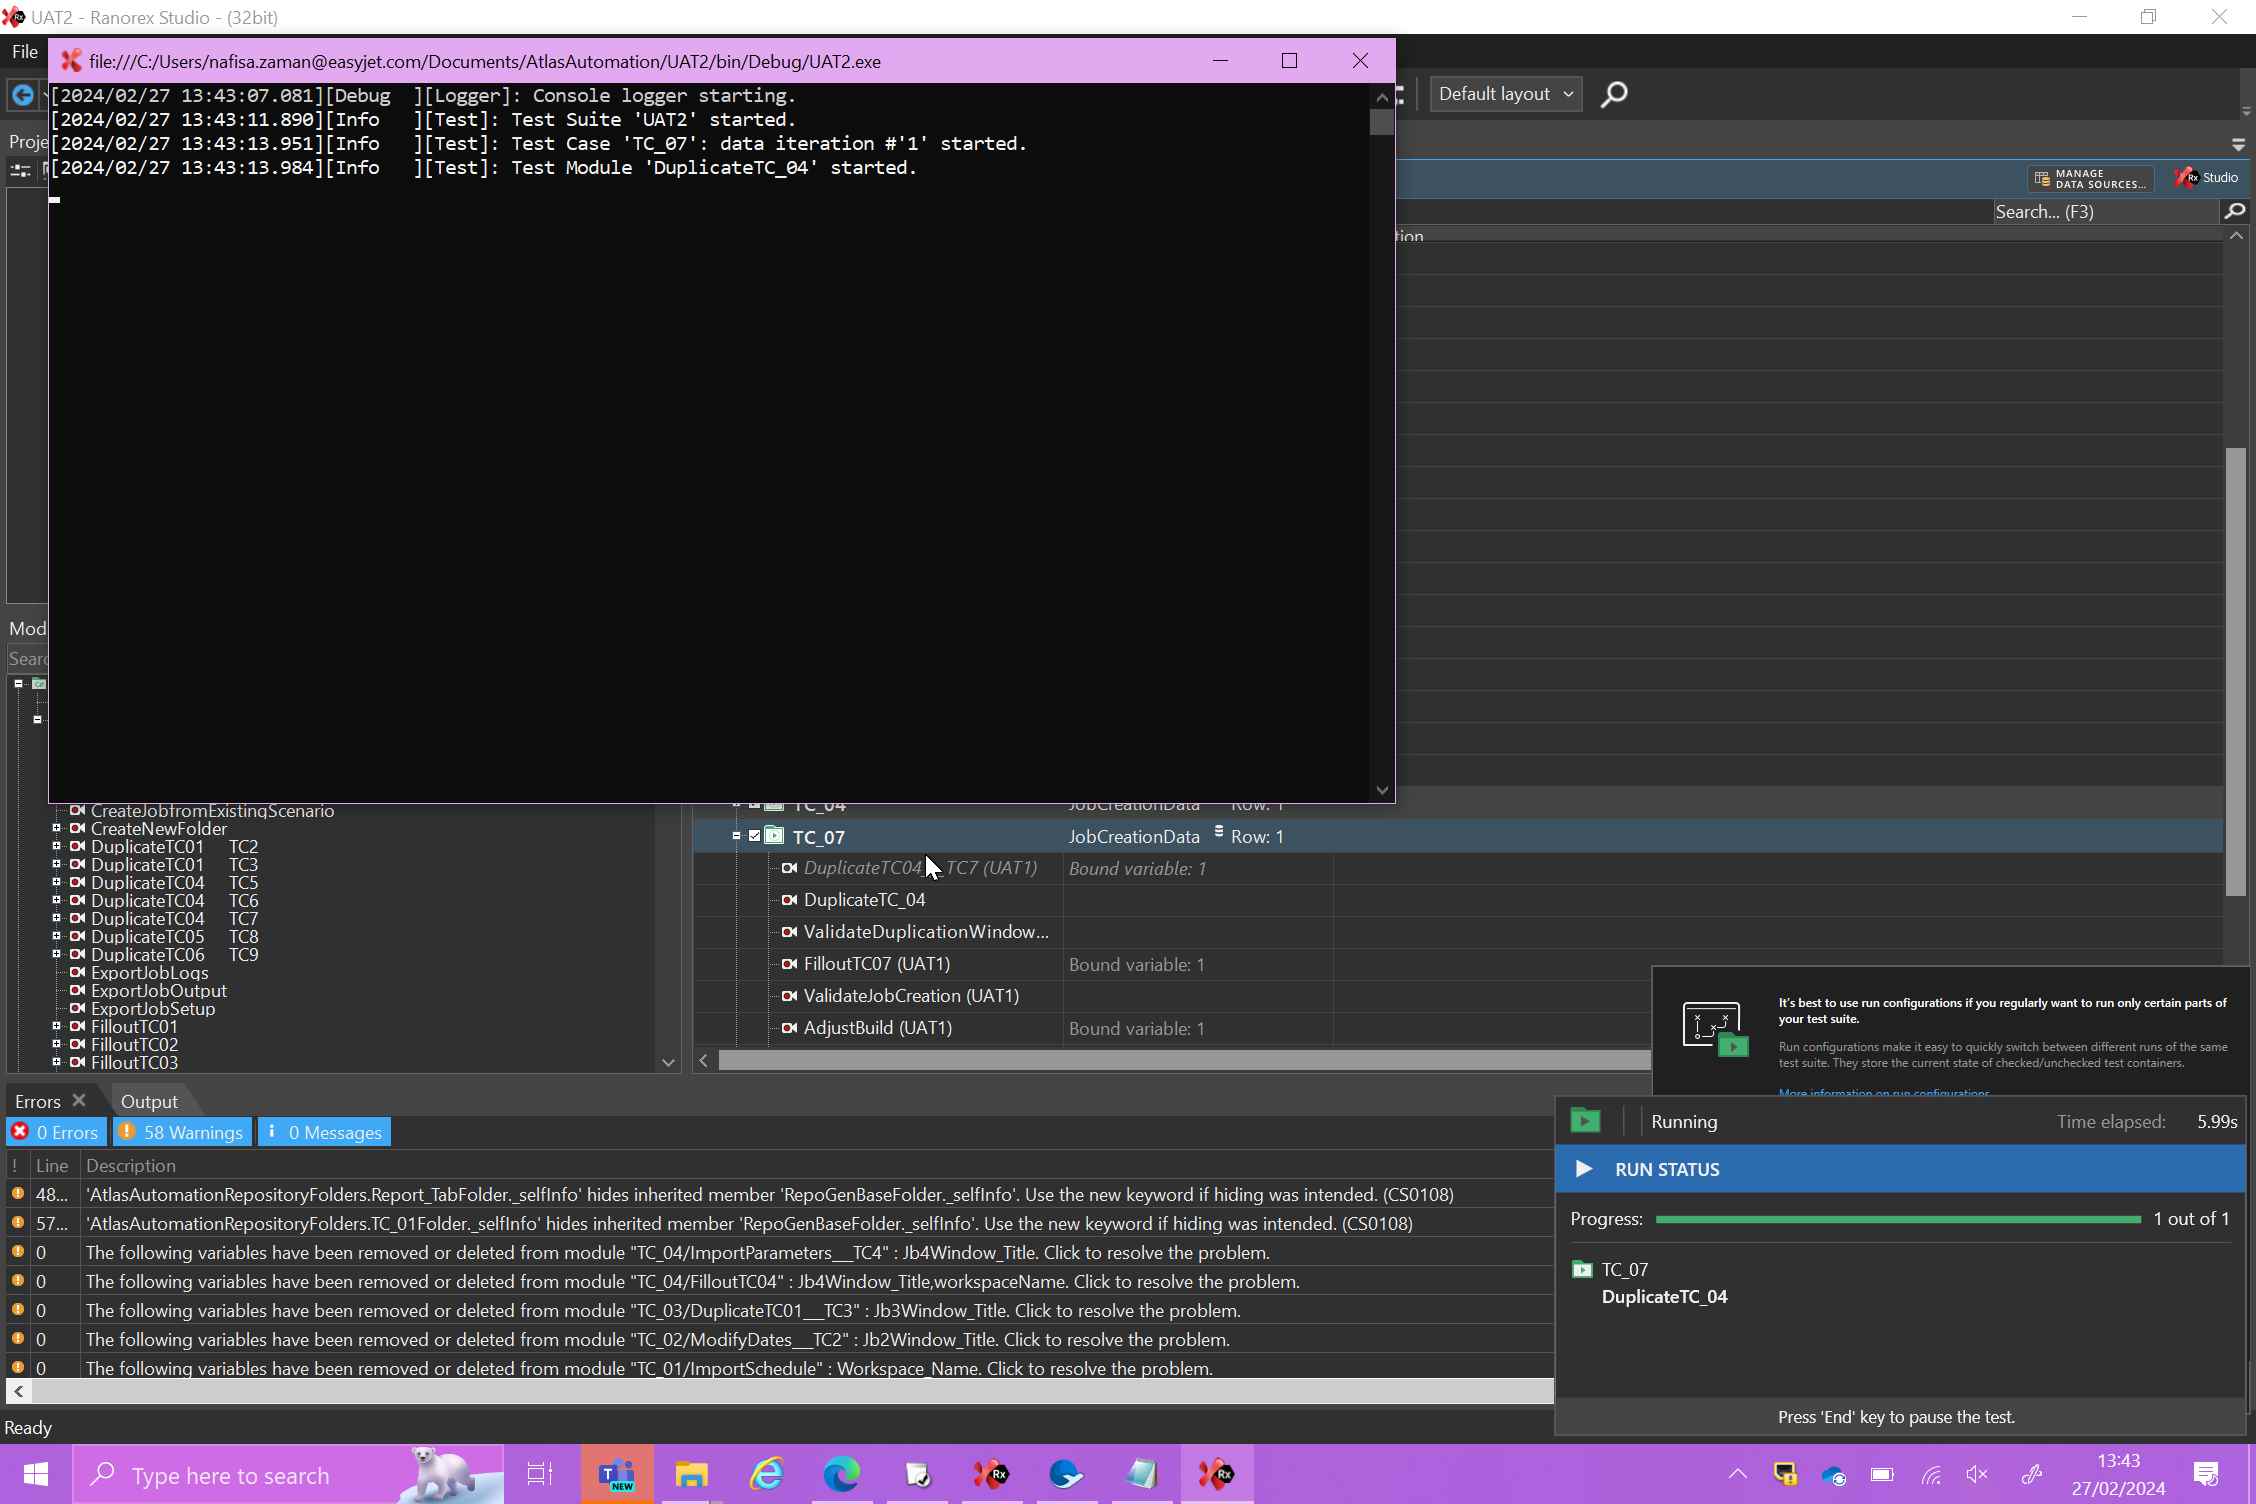 UAT2 - Ranorex Studio - (32bit)
File
file:///C:/Users/nafisa.zaman@easyjet.com/Documents/AtlasAutomation/UAT2/bin/Debug/UAT2.exe
[2024/02/27 13:43:07.081][Debug  ][Logger]: Console logger starting.
[2024/02/27 13:43:11.890][Info   ][Test]: Test Suite 'UAT2' started.
[2024/02/27 13:43:13.951][Info   ][Test]: Test Case 'TC_07': data iteration #'1' started.
[2024/02/27 13:43:13.984][Info   ][Test]: Test Module 'DuplicateTC_04' started.
Default layout
Proje
MANAGE
DATA SOURCES...
Studio
Search... (F3)
tion
Mod
Searc
CreateJobfromExistingScenario
CreateNewFolder
DuplicateTC01 TC2
DuplicateTC01 TC3
DuplicateTC04 TC5
DuplicateTC04 TC6
DuplicateTC04 TC7
DuplicateTC05 TC8
DuplicateTC06 TC9
ExportJobLogs
ExportJobOutput
ExportJobSetup
FilloutTC01
FilloutTC02
FilloutTC03
TC_04 JobCreationData Row: 1
TC_07 JobCreationData Row: 1
DuplicateTC04__TC7 (UAT1) Bound variable: 1
DuplicateTC_04
ValidateDuplicationWindow...
FilloutTC07 (UAT1) Bound variable: 1
ValidateJobCreation (UAT1)
AdjustBuild (UAT1) Bound variable: 1
It's best to use run configurations if you regularly want to run only certain parts of
your test suite.
Run configurations make it easy to quickly switch between different runs of the same
test suite. They store the current state of checked/unchecked test containers.
More information on run configurations
Errors Output
0 Errors 58 Warnings 0 Messages
! Line Description
48... 'AtlasAutomationRepositoryFolders.Report_TabFolder._selfInfo' hides inherited member 'RepoGenBaseFolder._selfInfo'. Use the new keyword if hiding was intended. (CS0108)
57... 'AtlasAutomationRepositoryFolders.TC_01Folder._selfInfo' hides inherited member 'RepoGenBaseFolder._selfInfo'. Use the new keyword if hiding was intended. (CS0108)
0 The following variables have been removed or deleted from module "TC_04/ImportParameters__TC4" : Jb4Window_Title. Click to resolve the problem.
0 The following variables have been removed or deleted from module "TC_04/FilloutTC04" : Jb4Window_Title,workspaceName. Click to resolve the problem.
0 The following variables have been removed or deleted from module "TC_03/DuplicateTC01__TC3" : Jb3Window_Title. Click to resolve the problem.
0 The following variables have been removed or deleted from module "TC_02/ModifyDates__TC2" : Jb2Window_Title. Click to resolve the problem.
0 The following variables have been removed or deleted from module "TC_01/ImportSchedule" : Workspace_Name. Click to resolve the problem.
Running Time elapsed: 5.99s
RUN STATUS
Progress: 1 out of 1
TC_07
DuplicateTC_04
Press 'End' key to pause the test.
Ready
Type here to search
NEW
13:43
27/02/2024